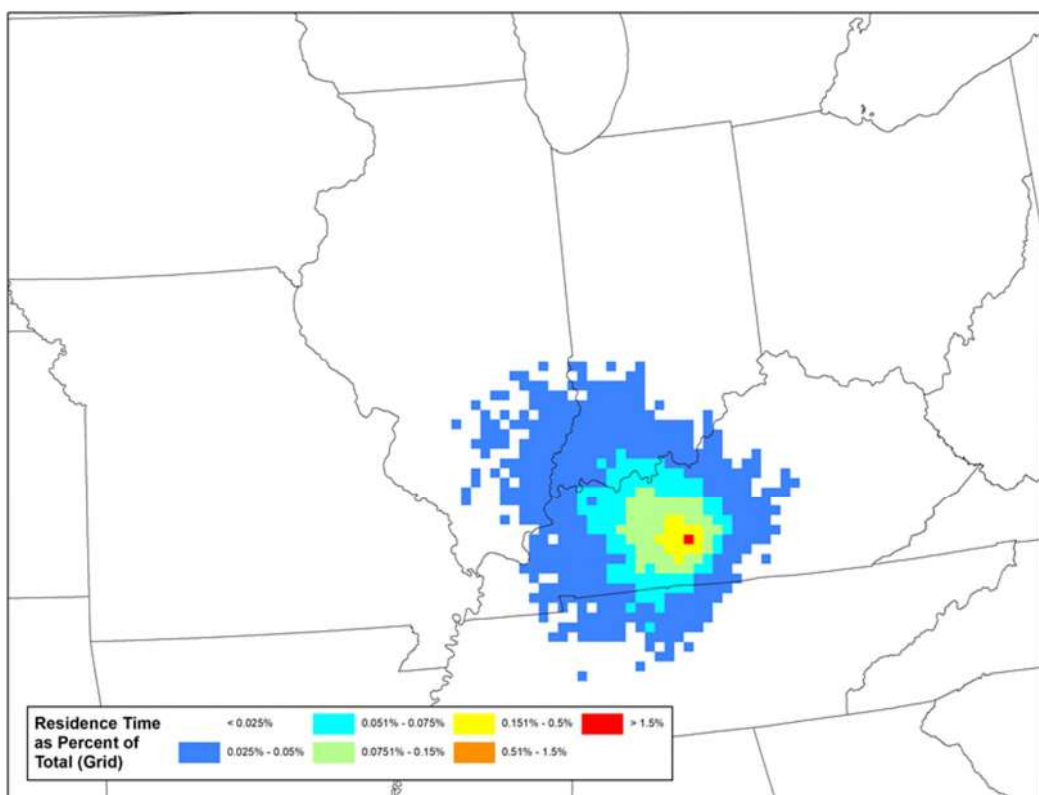 Residence Time
as Percent of
Total (Grid)
< 0.025%
0.051% - 0.075%
0.151% - 0.5%
> 1.5%
0.025% - 0.05%
0.0751% - 0.15%
0.51% - 1.5%